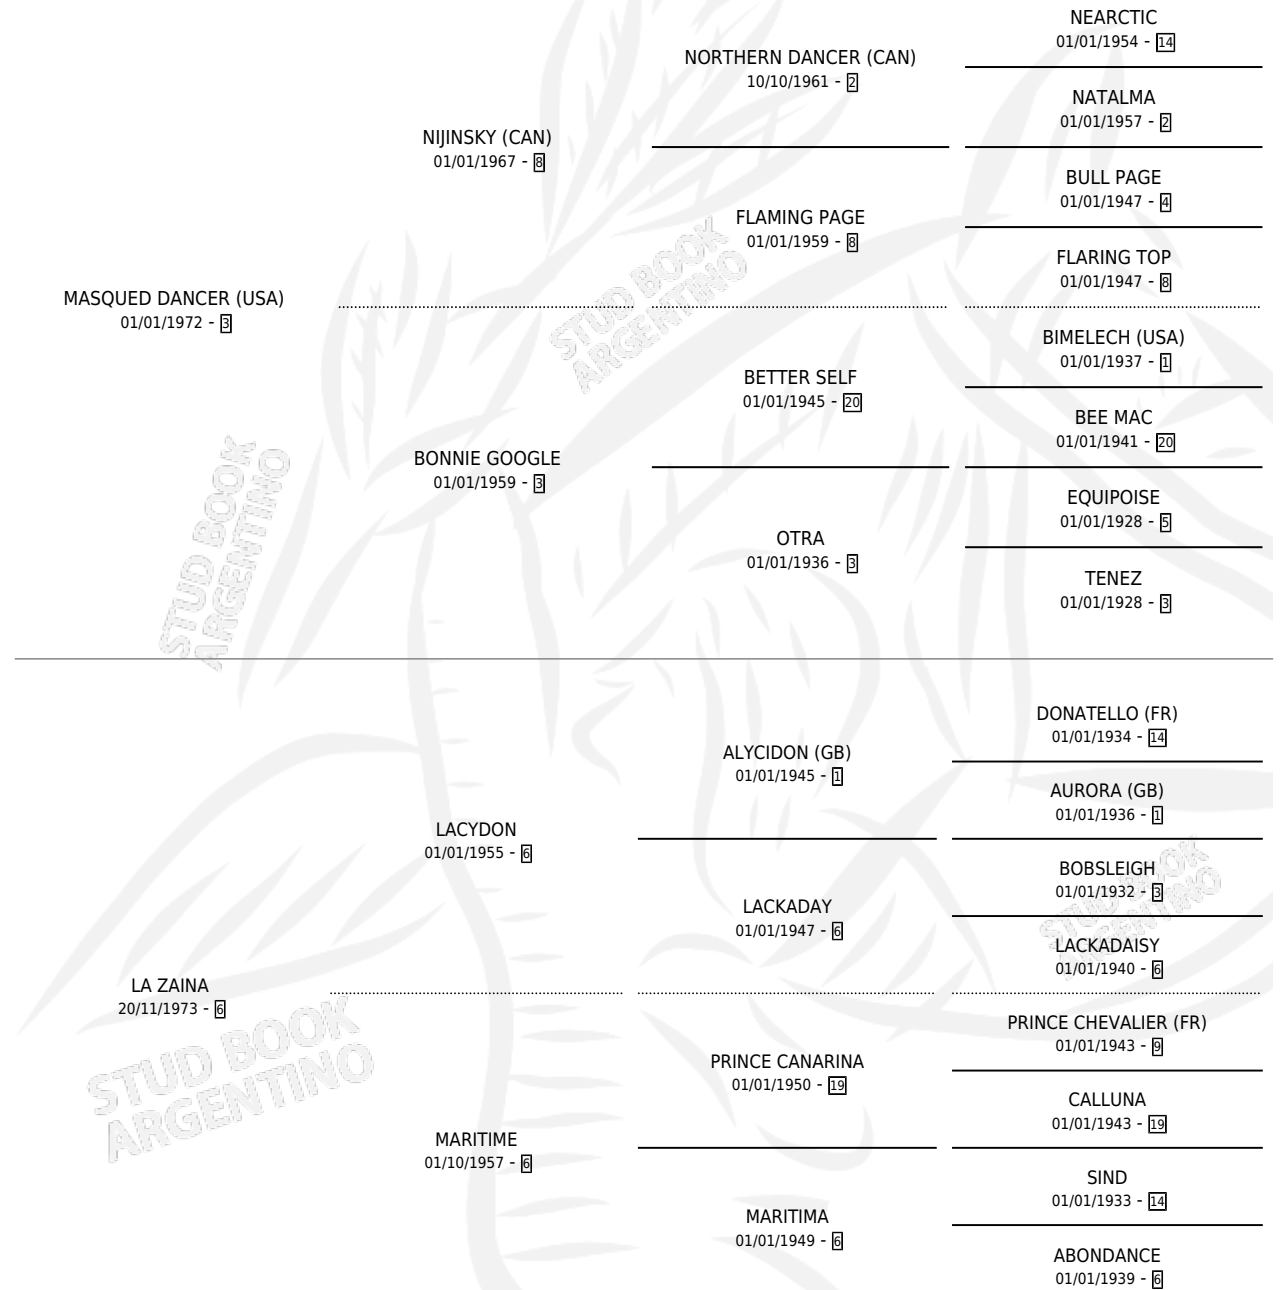 NEARCTIC
01/01/1954 - 14
NORTHERN DANCER (CAN)
10/10/1961 - 2
NATALMA
01/01/1957 - 2
NIJINSKY (CAN)
01/01/1967 - 8
BULL PAGE
01/01/1947 - 4
FLAMING PAGE
01/01/1959 - 8
FLARING TOP
01/01/1947 - 8
MASQUED DANCER (USA)
01/01/1972 - 3
BIMELECH (USA)
01/01/1937 - 1
BETTER SELF
01/01/1945 - 20
BEE MAC
01/01/1941 - 20
BONNIE GOOGLE
01/01/1959 - 3
EQUIPOISE
01/01/1928 - 5
OTRA
01/01/1936 - 3
TENEZ
01/01/1928 - 3
DONATELLO (FR)
01/01/1934 - 14
ALYCIDON (GB)
01/01/1945 - 1
AURORA (GB)
01/01/1936 - 1
LACYDON
01/01/1955 - 6
BOBSLEIGH
01/01/1932 - 3
LACKADAY
01/01/1947 - 6
LACKADAISY
01/01/1940 - 6
LA ZAINA
20/11/1973 - 6
PRINCE CHEVALIER (FR)
01/01/1943 - 9
PRINCE CANARINA
01/01/1950 - 19
CALLUNA
01/01/1943 - 19
MARITIME
01/10/1957 - 6
SIND
01/01/1933 - 14
MARITIMA
01/01/1949 - 6
ABONDANCE
01/01/1939 - 6
STUD BOOK
ARGENTINO
STUD BOOK
ARGENTINO
STUD BOOK
ARGENTINO
STUD BOOK
ARGENTINO